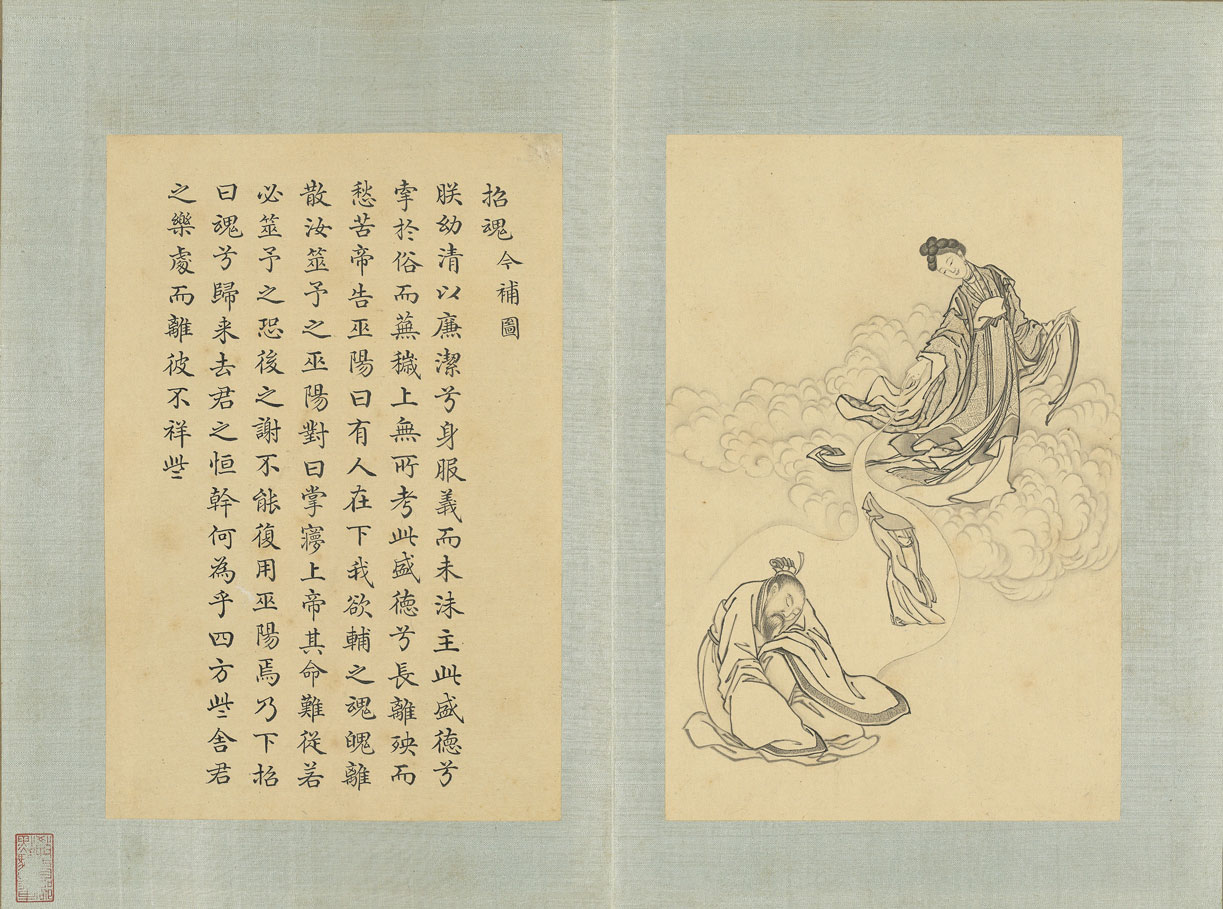 招魂今補圖
朕幼清以廉潔兮身服義而未沬主此盛德兮
牽於俗而蕪穢上無所考此盛德兮長離殃而
愁苦帝告巫陽曰有人在下我欲輔之魂魄離
散汝筮予之巫陽對曰掌㝱上帝其命難從若
必筮予之恐後之謝不能復用巫陽焉乃下招
曰魂兮歸来去君之恒幹何為乎四方些舍君
之樂處而離彼不祥些